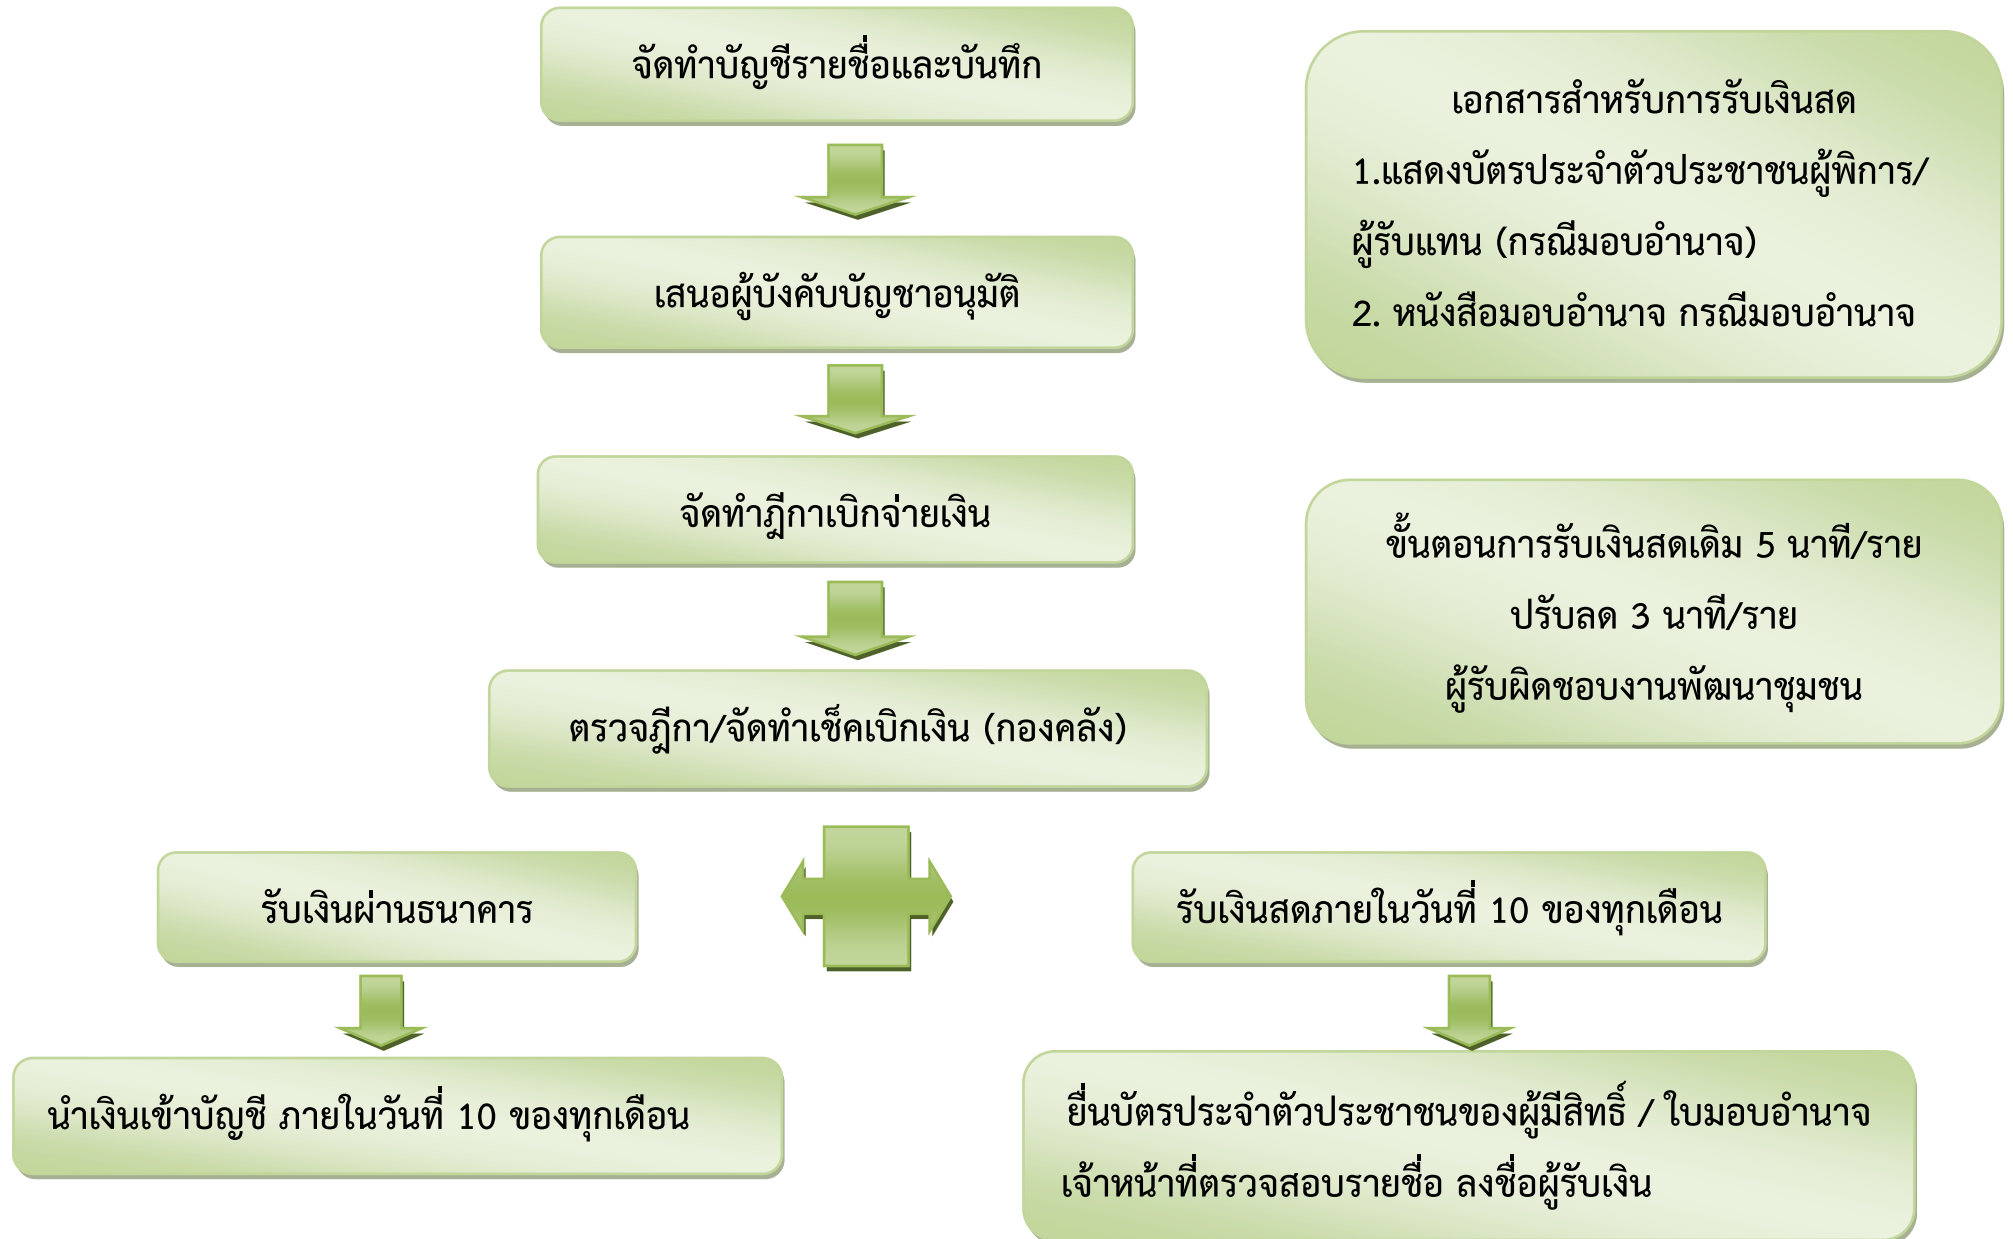 จัดทำบัญชีรายชื่อและบันทึก
เสนอผู้บังคับบัญชาอนุมัติ
จัดทำฎีกาเบิกจ่ายเงิน
ตรวจฎีกา/จัดทำเช็คเบิกเงิน (กองคลัง)
เอกสารสำหรับการรับเงินสด
1.แสดงบัตรประจำตัวประชาชนผู้พิการ/
ผู้รับแทน (กรณีมอบอำนาจ)
2. หนังสือมอบอำนาจ กรณีมอบอำนาจ
ขั้นตอนการรับเงินสดเดิม 5 นาที/ราย
ปรับลด 3 นาที/ราย
ผู้รับผิดชอบงานพัฒนาชุมชน
รับเงินผ่านธนาคาร
นำเงินเข้าบัญชี ภายในวันที่ 10 ของทุกเดือน
รับเงินสดภายในวันที่ 10 ของทุกเดือน
ยื่นบัตรประจำตัวประชาชนของผู้มีสิทธิ์ / ใบมอบอำนาจ
เจ้าหน้าที่ตรวจสอบรายชื่อ ลงชื่อผู้รับเงิน